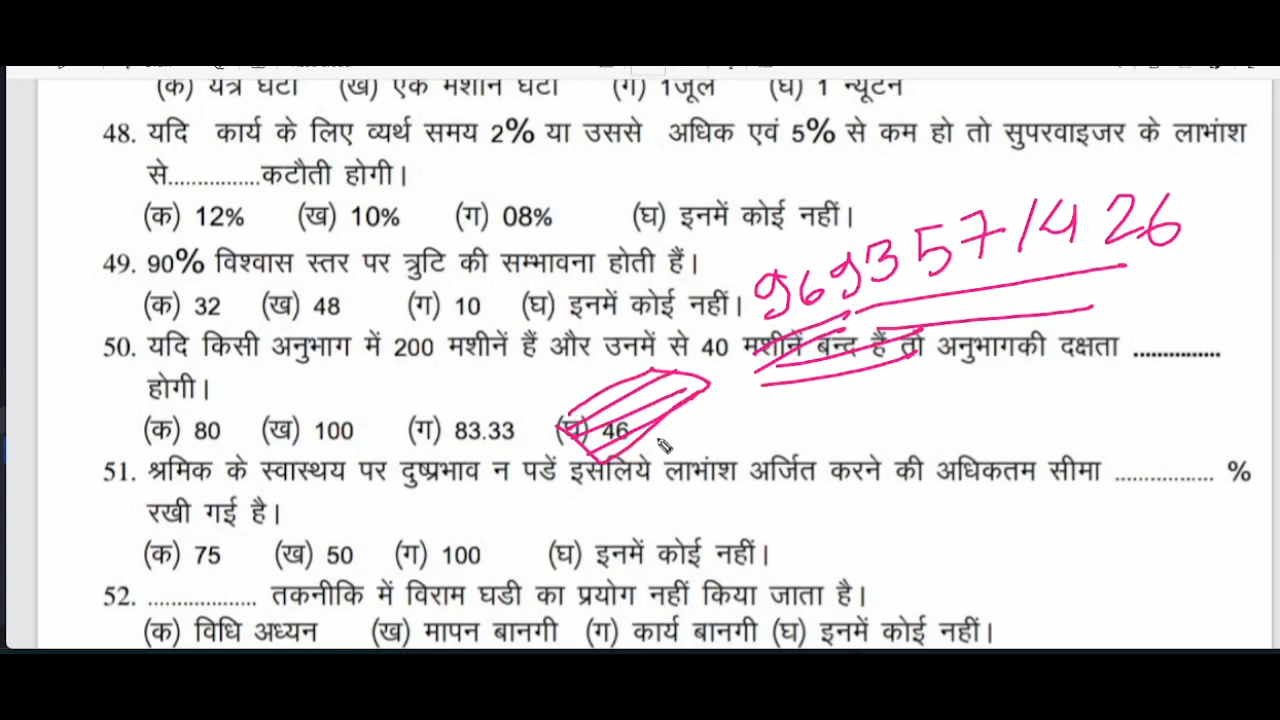 (क) यंत्र घंटा (ख) एक मशीन घंटा (ग) 1जूल (घ) 1 न्यूटन
48. यदि कार्य के लिए व्यर्थ समय 2% या उससे अधिक एवं 5% से कम हो तो सुपरवाइजर के लाभांश
से................कटौती होगी।
(क) 12% (ख) 10% (ग) 08% (घ) इनमें कोई नहीं।
49. 90% विश्वास स्तर पर त्रुटि की सम्भावना होती हैं।
9693571426
(क) 32 (ख) 48 (ग) 10 (घ) इनमें कोई नहीं।
50. यदि किसी अनुभाग में 200 मशीनें हैं और उनमें से 40 मशीनें बन्द हैं तो अनुभागकी दक्षता ...............
होगी।
(क) 80 (ख) 100 (ग) 83.33 (घ) 46
51. श्रमिक के स्वास्थय पर दुष्प्रभाव न पडें इसलिये लाभांश अर्जित करने की अधिकतम सीमा ................. %
रखी गई है।
(क) 75 (ख) 50 (ग) 100 (घ) इनमें कोई नहीं।
52. ................... तकनीकि में विराम घडी का प्रयोग नहीं किया जाता है।
(क) विधि अध्यन (ख) मापन बानगी (ग) कार्य बानगी (घ) इनमें कोई नहीं।